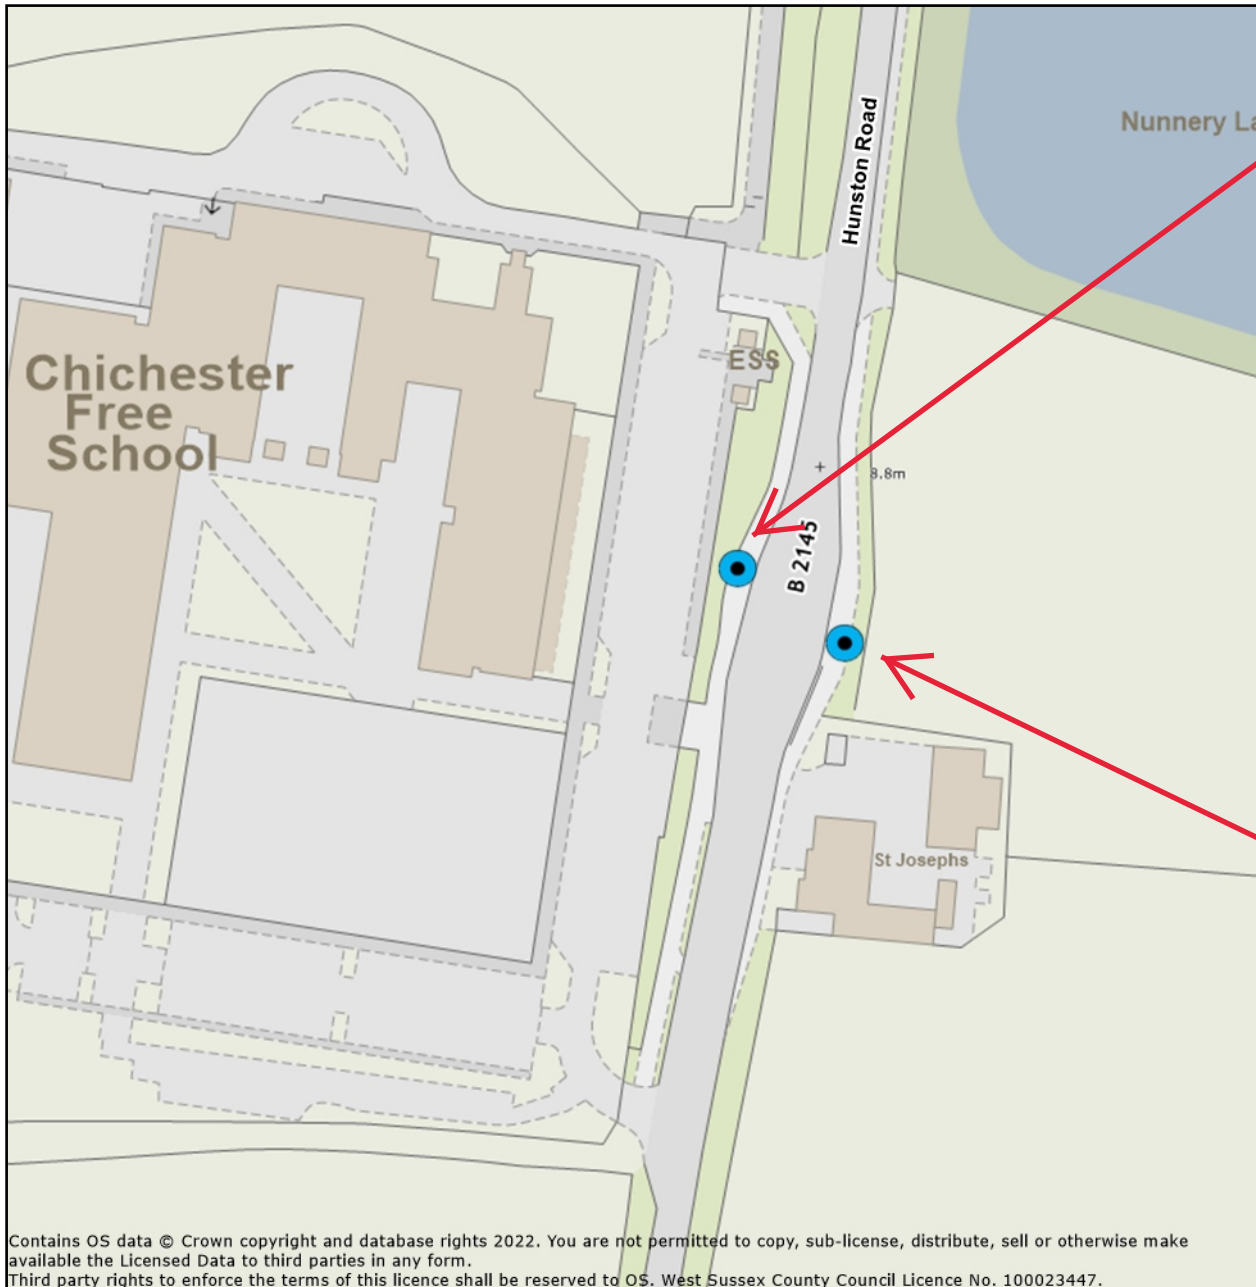 Hunston Road
Nunnery La
Chichester
Free
School
ESS
8.8m
B 2145
St Josephs
Contains OS data © Crown copyright and database rights 2022. You are not permitted to copy, sub-license, distribute, sell or otherwise make
available the Licensed Data to third parties in any form.
Third party rights to enforce the terms of this licence shall be reserved to OS. West Sussex County Council Licence No. 100023447.